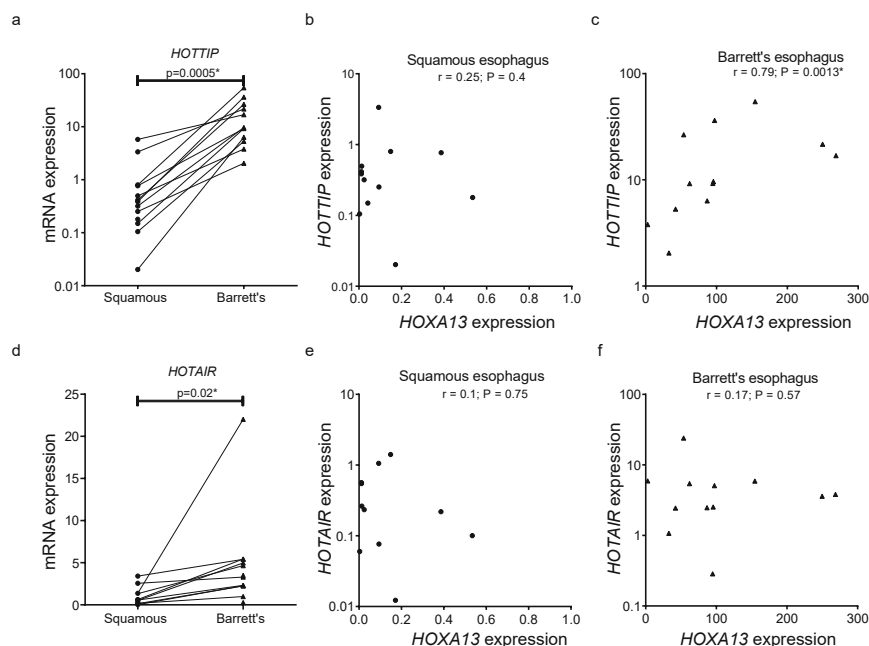 a
HOTTIP
p=0.0005*
mRNA expression
100
10
1
0.1
0.01
Squamous
Barrett's
b
Squamous esophagus
r = 0.25; P = 0.4
HOTTIP expression
10
1
0.1
0.01
0.0
0.2
0.4
0.6
0.8
1.0
HOXA13 expression
c
Barrett's esophagus
r = 0.79; P = 0.0013*
HOTTIP expression
100
10
1
0
100
200
300
HOXA13 expression
d
HOTAIR
p=0.02*
mRNA expression
25
20
15
10
5
0
Squamous
Barrett's
e
Squamous esophagus
r = 0.1; P = 0.75
HOTAIR expression
10
1
0.1
0.01
0.0
0.2
0.4
0.6
0.8
1.0
HOXA13 expression
f
Barrett's esophagus
r = 0.17; P = 0.57
HOTAIR expression
100
10
1
0.1
0
100
200
300
HOXA13 expression